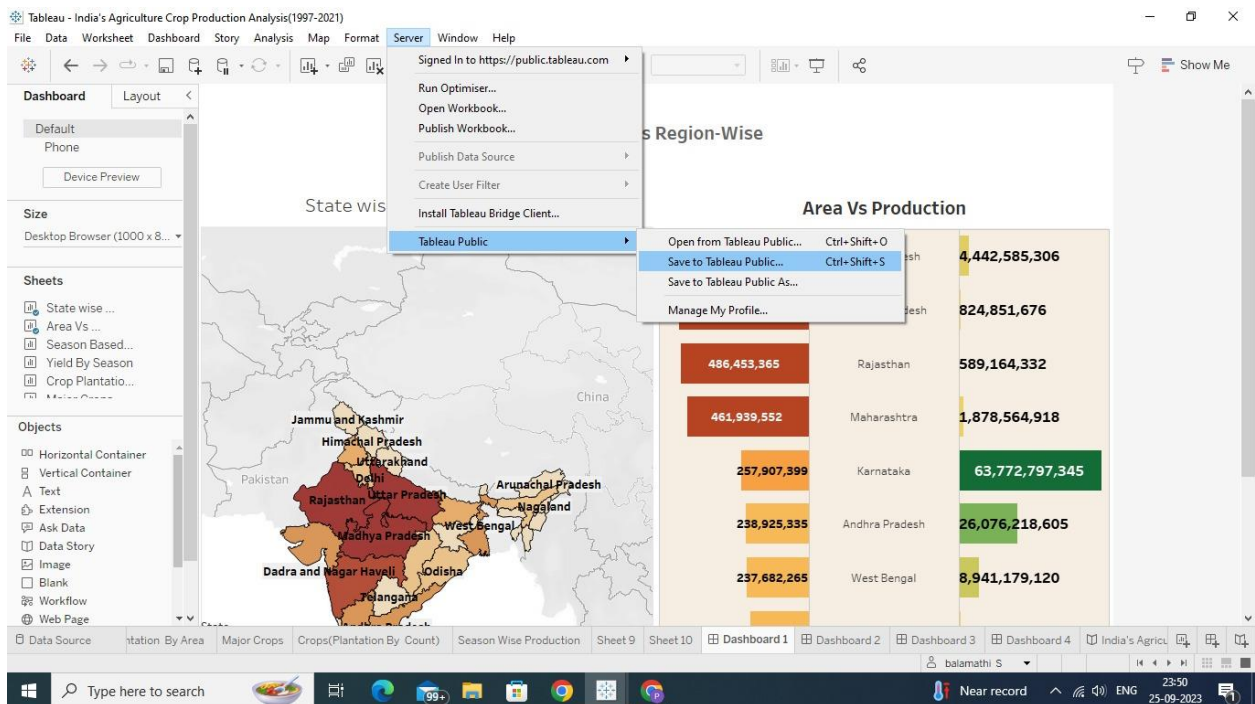 Tableau - India's Agriculture Crop Production Analysis(1997-2021)
File Data Worksheet Dashboard Story Analysis Map Format Server Window Help
Show Me
Signed In to https://public.tableau.com
Run Optimiser...
Open Workbook...
Publish Workbook...
Publish Data Source
Create User Filter
Install Tableau Bridge Client...
Tableau Public
Open from Tableau Public... Ctrl+Shift+O
Save to Tableau Public... Ctrl+Shift+S
Save to Tableau Public As...
Manage My Profile...
Dashboard Layout
Default
Phone
Device Preview
Size
Desktop Browser (1000 x 8...
Sheets
State wise ...
Area Vs ...
Season Based...
Yield By Season
Crop Plantatio...
Objects
Horizontal Container
Vertical Container
Text
Extension
Ask Data
Data Story
Image
Blank
Workflow
Web Page
s Region-Wise
State wis
Area Vs Production
China
Pakistan
Jammu and Kashmir
Himachal Pradesh
Uttarakhand
Delhi
Arunachal Pradesh
Rajasthan Uttar Pradesh
Nagaland
West Bengal
Madhya Pradesh
Dadra and Nagar Haveli Odisha
Telangana
Andhra Pradesh
esh 4,442,585,306
desh 824,851,676
486,453,365 Rajasthan 589,164,332
461,939,552 Maharashtra 1,878,564,918
257,907,399 Karnataka 63,772,797,345
238,925,335 Andhra Pradesh 26,076,218,605
237,682,265 West Bengal 8,941,179,120
Data Source ntation By Area Major Crops Crops(Plantation By Count) Season Wise Production Sheet 9 Sheet 10 Dashboard 1 Dashboard 2 Dashboard 3 Dashboard 4 India's Agricu
balamathi S
Type here to search
99+
Near record
ENG
23:50
25-09-2023
1